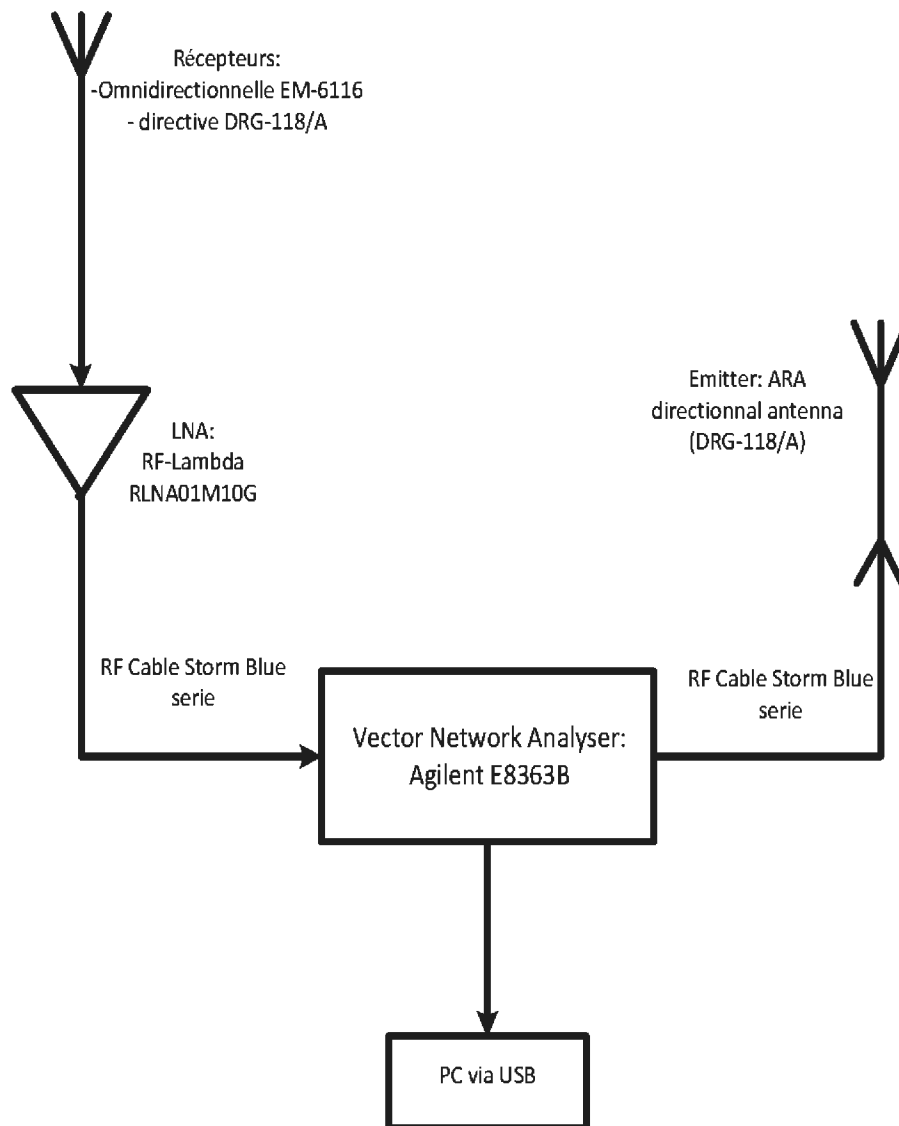 Récepteurs:
-Omnidirectionnelle EM-6116
- directive DRG-118/A
Emitter: ARA
directionnal antenna
(DRG-118/A)
LNA:
RF-Lambda
RLNA01M10G
RF Cable Storm Blue
serie
RF Cable Storm Blue
serie
Vector Network Analyser:
Agilent E8363B
PC via USB